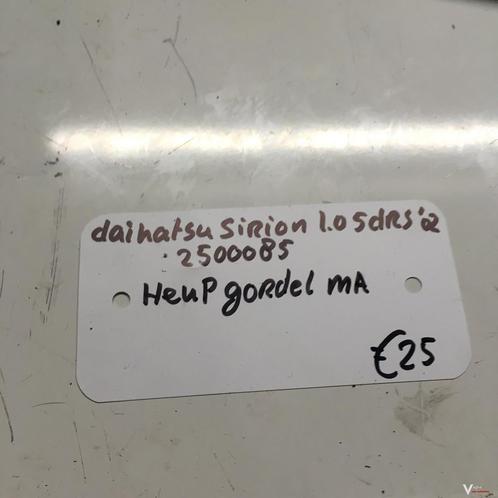 daihatsu Sirion 1.0 5dRS '02
2500085
HeuP gordel MA
€25